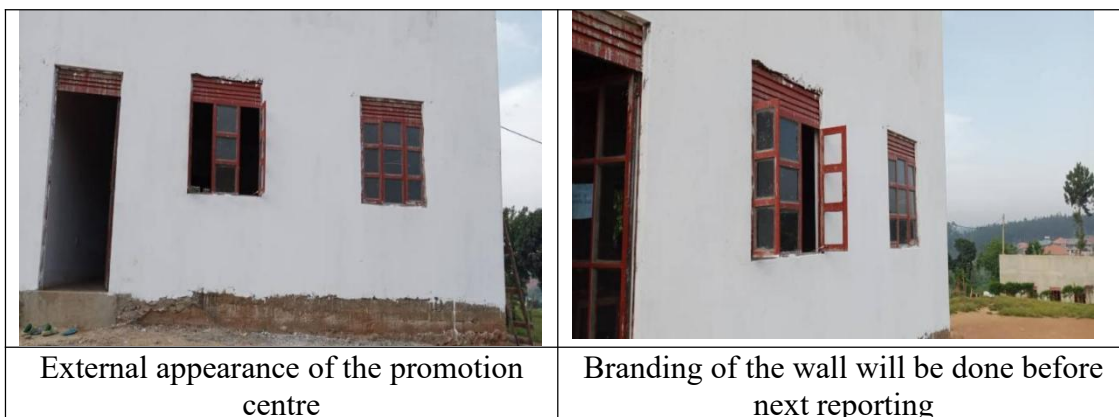 External appearance of the promotion
centre
Branding of the wall will be done before
next reporting